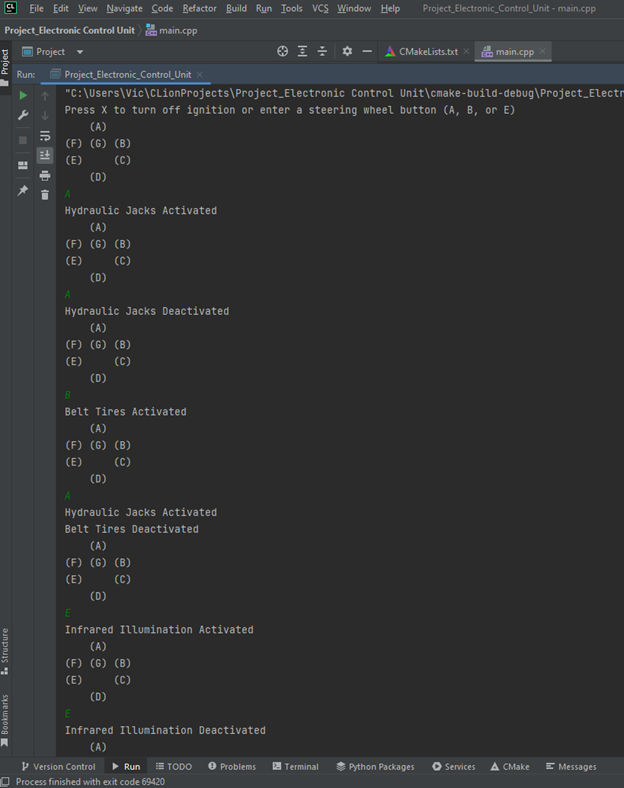 CL File Edit View Navigate Code Refactor Build Run Tools VCS Window Help Project_Electronic_Control_Unit - main.cpp
Project_Electronic Control Unit main.cpp
Project
Project CMakeLists.txt main.cpp
Run: Project_Electronic_Control_Unit
"C:\Users\Vic\CLionProjects\Project_Electronic Control Unit\cmake-build-debug\Project_Electr
Press X to turn off ignition or enter a steering wheel button (A, B, or E)
(A)
(F) (G) (B)
(E) (C)
(D)
A
Hydraulic Jacks Activated
(A)
(F) (G) (B)
(E) (C)
(D)
A
Hydraulic Jacks Deactivated
(A)
(F) (G) (B)
(E) (C)
(D)
B
Belt Tires Activated
(A)
(F) (G) (B)
(E) (C)
(D)
A
Hydraulic Jacks Activated
Belt Tires Deactivated
(A)
(F) (G) (B)
(E) (C)
(D)
E
Infrared Illumination Activated
(A)
(F) (G) (B)
(E) (C)
(D)
E
Infrared Illumination Deactivated
(A)
Structure
Bookmarks
Version Control Run TODO Problems Terminal Python Packages Services CMake Messages
Process finished with exit code 69420